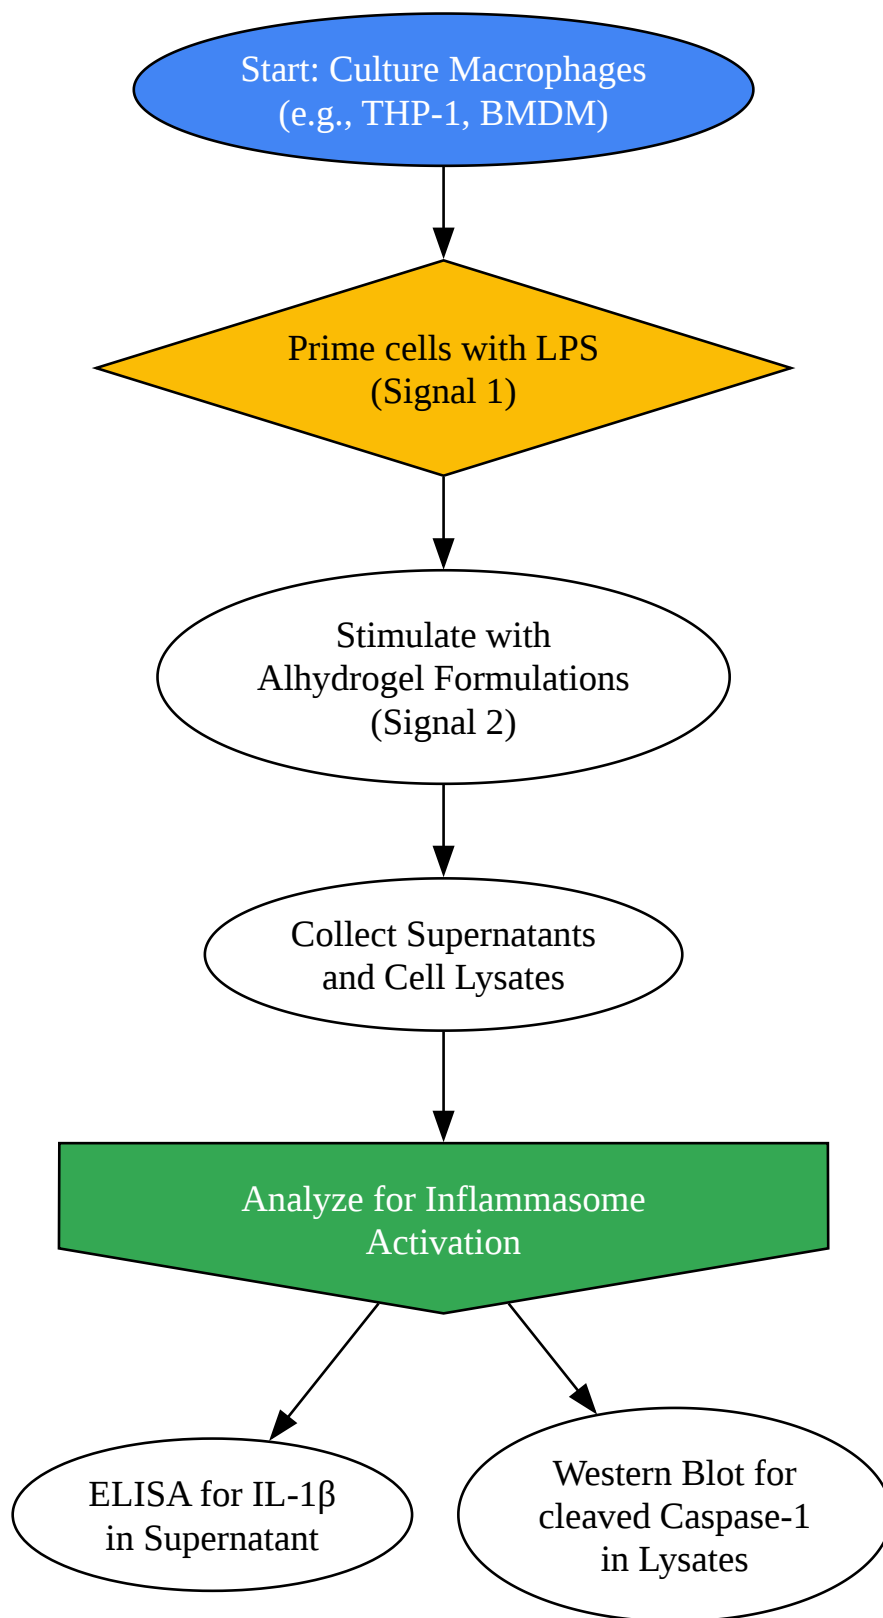 Start: Culture Macrophages
(e.g., THP-1, BMDM)
Prime cells with LPS
(Signal 1)
Stimulate with
Alhydrogel Formulations
(Signal 2)
Collect Supernatants
and Cell Lysates
Analyze for Inflammasome
Activation
ELISA for IL-1β
in Supernatant
Western Blot for
cleaved Caspase-1
in Lysates